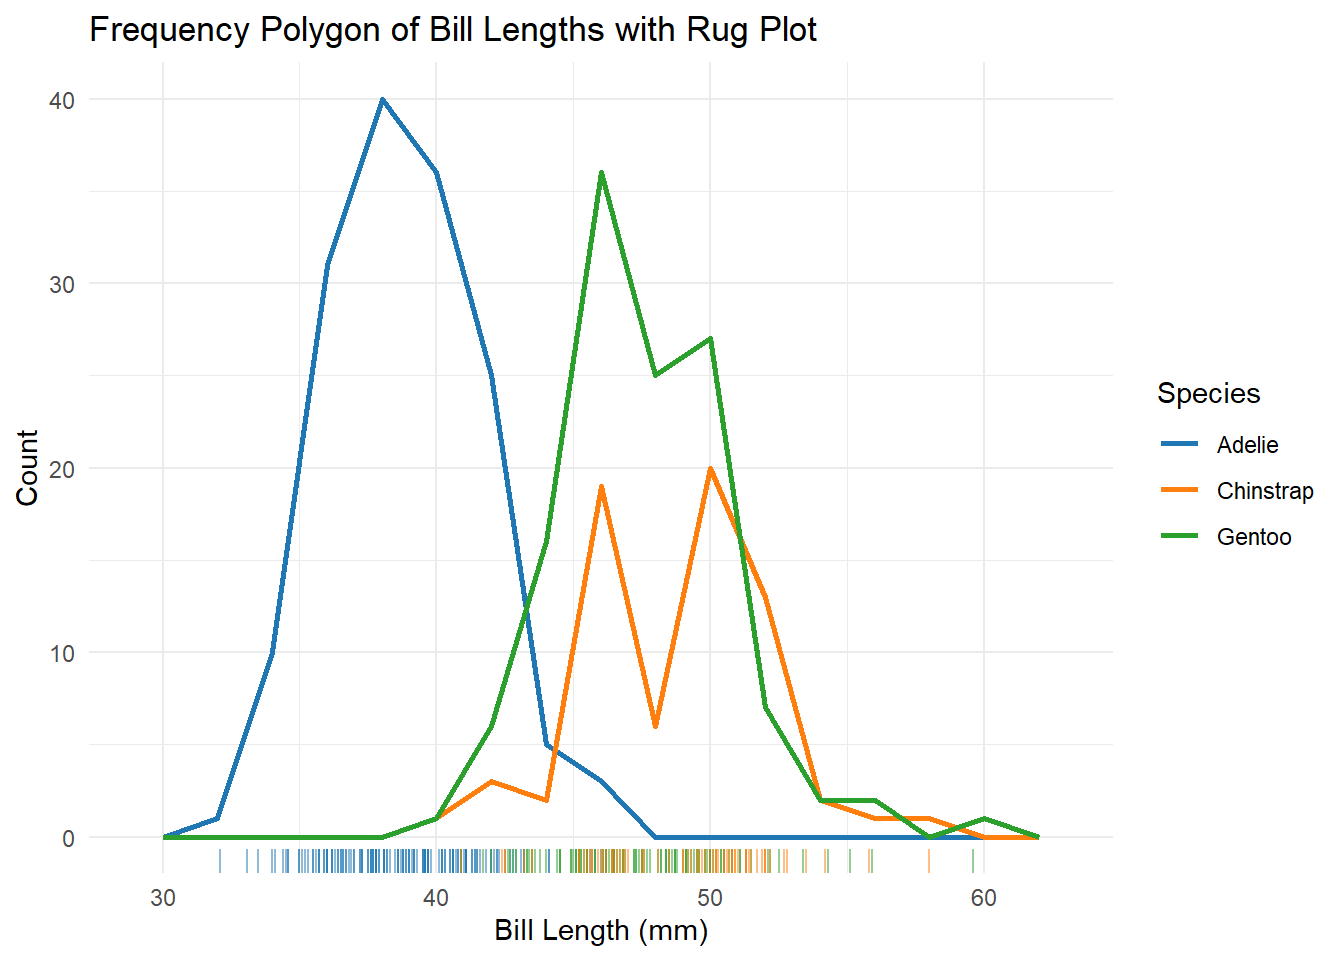 Frequency Polygon of Bill Lengths with Rug Plot
40
30
20
10
0
Count
30 40 50 60
Bill Length (mm)
Species
Adelie
Chinstrap
Gentoo